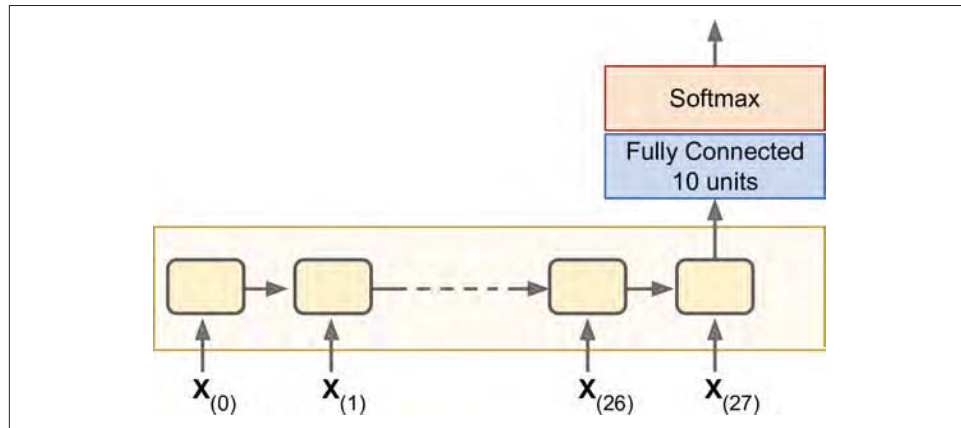 Softmax
Fully Connected
10 units
X(0)
X(1)
X(26)
X(27)